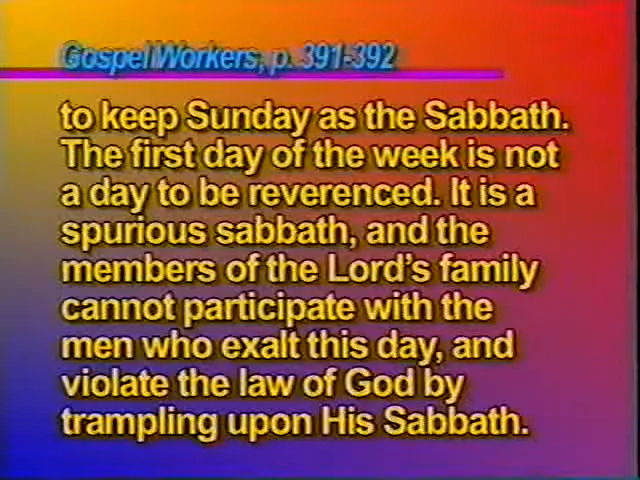 Gospel Workers, p. 391-392
to keep Sunday as the Sabbath.
The first day of the week is not
a day to be reverenced. It is a
spurious sabbath, and the
members of the Lord's family
cannot participate with the
men who exalt this day, and
violate the law of God by
trampling upon His Sabbath.